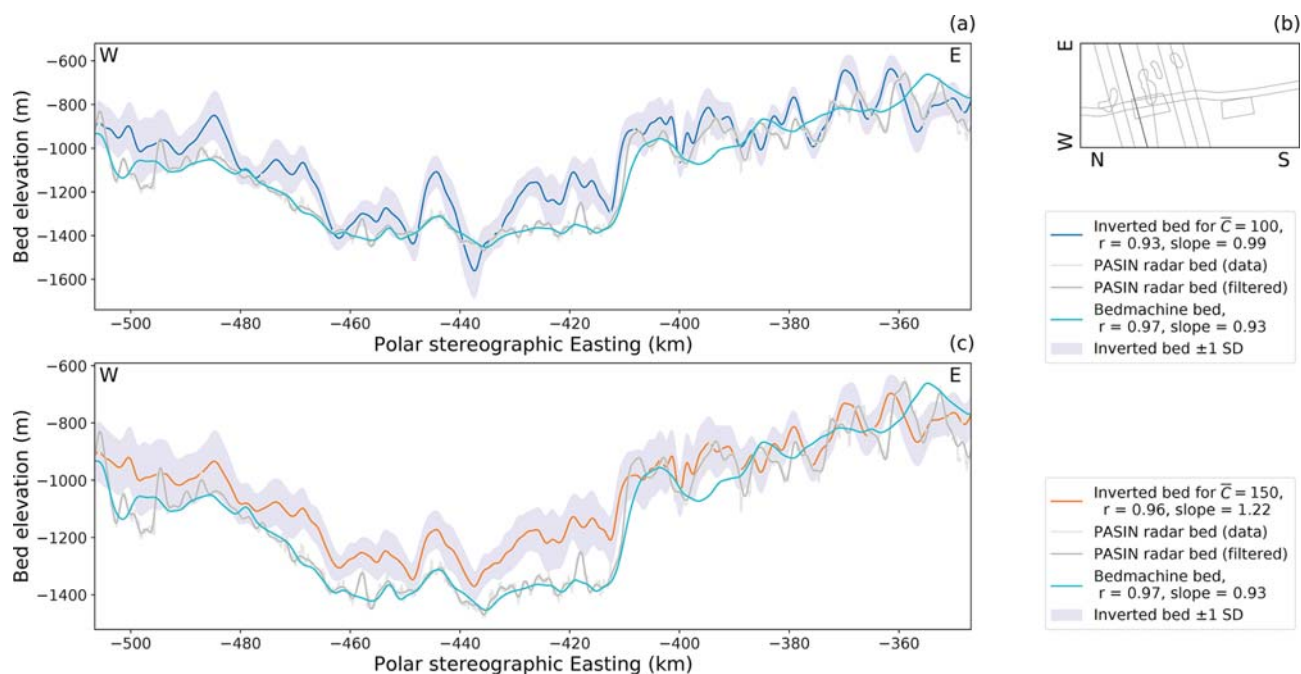 (a)
W
E
Bed elevation (m)
−600
−800
−1000
−1200
−1400
−1600
−500
−480
−460
−440
−420
−400
−380
−360
Polar stereographic Easting (km)
(b)
E
W
N
S
Inverted bed for C̅ = 100,
r = 0.93, slope = 0.99
PASIN radar bed (data)
PASIN radar bed (filtered)
Bedmachine bed,
r = 0.97, slope = 0.93
Inverted bed ±1 SD
(c)
W
E
Bed elevation (m)
−600
−800
−1000
−1200
−1400
−500
−480
−460
−440
−420
−400
−380
−360
Polar stereographic Easting (km)
Inverted bed for C̅ = 150,
r = 0.96, slope = 1.22
PASIN radar bed (data)
PASIN radar bed (filtered)
Bedmachine bed,
r = 0.97, slope = 0.93
Inverted bed ±1 SD